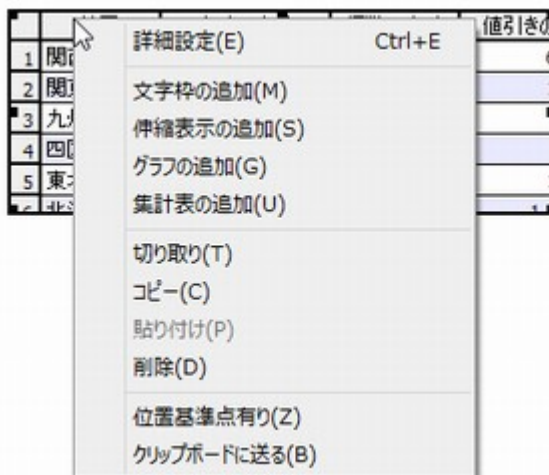 値引きの
1 関
2 関
3 九
4 四
5 東
詳細設定(E) Ctrl+E
文字枠の追加(M)
伸縮表示の追加(S)
グラフの追加(G)
集計表の追加(U)
切り取り(T)
コピー(C)
貼り付け(P)
削除(D)
位置基準点有り(Z)
クリップボードに送る(B)